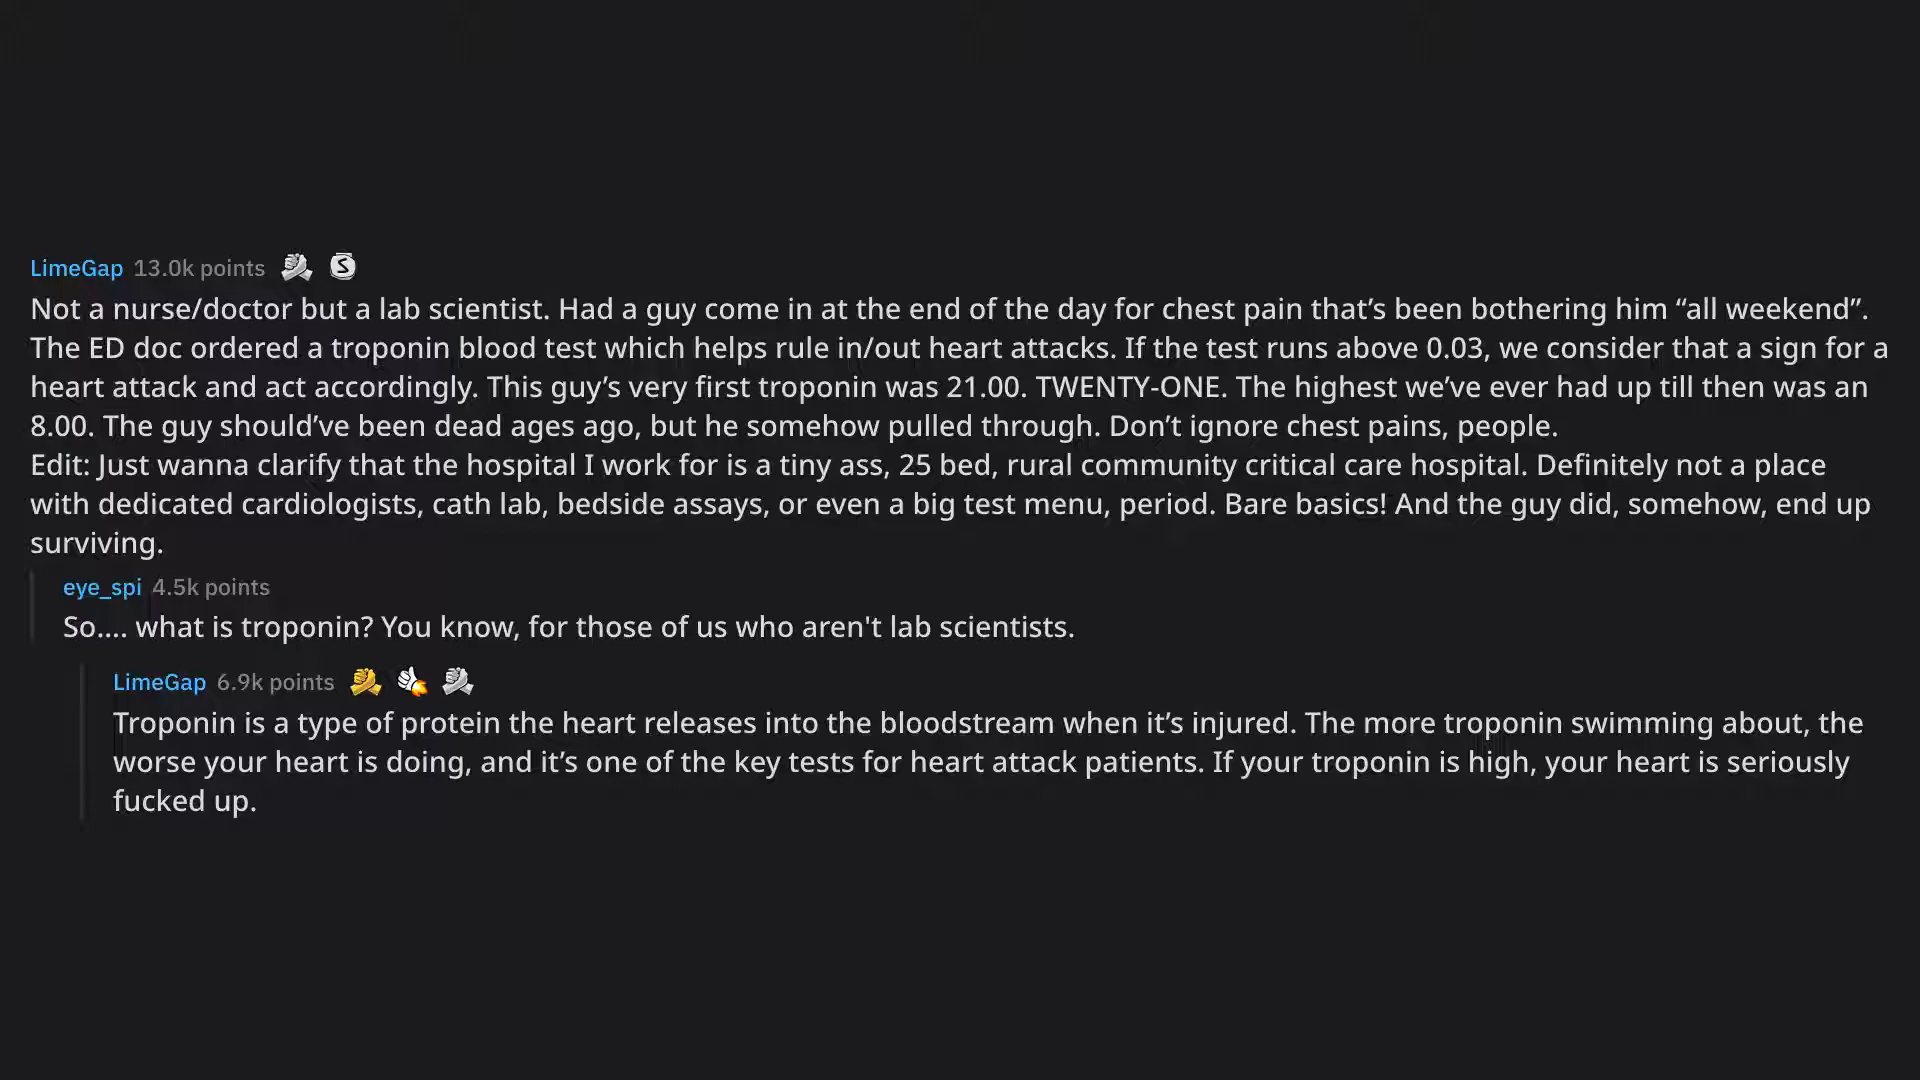 LimeGap 13.0k points
Not a nurse/doctor but a lab scientist. Had a guy come in at the end of the day for chest pain that’s been bothering him “all weekend”.
The ED doc ordered a troponin blood test which helps rule in/out heart attacks. If the test runs above 0.03, we consider that a sign for a
heart attack and act accordingly. This guy’s very first troponin was 21.00. TWENTY-ONE. The highest we’ve ever had up till then was an
8.00. The guy should’ve been dead ages ago, but he somehow pulled through. Don’t ignore chest pains, people.
Edit: Just wanna clarify that the hospital I work for is a tiny ass, 25 bed, rural community critical care hospital. Definitely not a place
with dedicated cardiologists, cath lab, bedside assays, or even a big test menu, period. Bare basics! And the guy did, somehow, end up
surviving.
eye_spi 4.5k points
So.... what is troponin? You know, for those of us who aren't lab scientists.
LimeGap 6.9k points
Troponin is a type of protein the heart releases into the bloodstream when it’s injured. The more troponin swimming about, the
worse your heart is doing, and it’s one of the key tests for heart attack patients. If your troponin is high, your heart is seriously
fucked up.